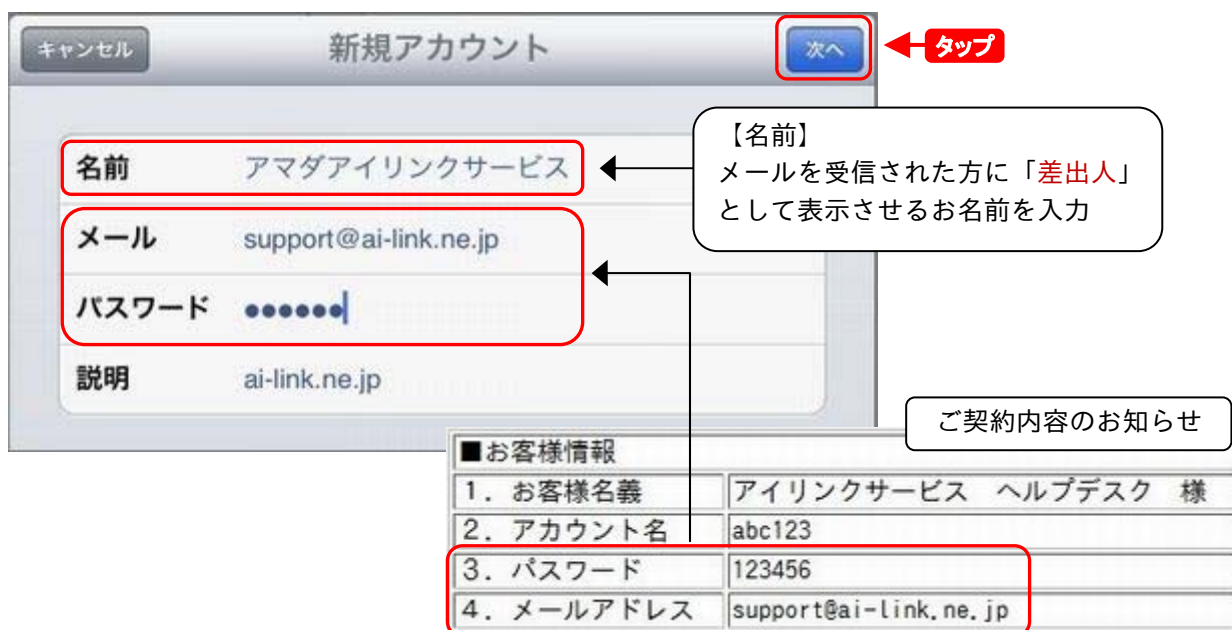 キャンセル
新規アカウント
次へ
タップ
名前
アマダアイリンクサービス
【名前】
メールを受信された方に「差出人」
として表示させるお名前を入力
メール
support@ai-link.ne.jp
パスワード
●●●●●●
説明
ai-link.ne.jp
ご契約内容のお知らせ
■お客様情報
1. お客様名義 アイリンクサービス ヘルプデスク 様
2. アカウント名 abc123
3. パスワード 123456
4. メールアドレス support@ai-link.ne.jp